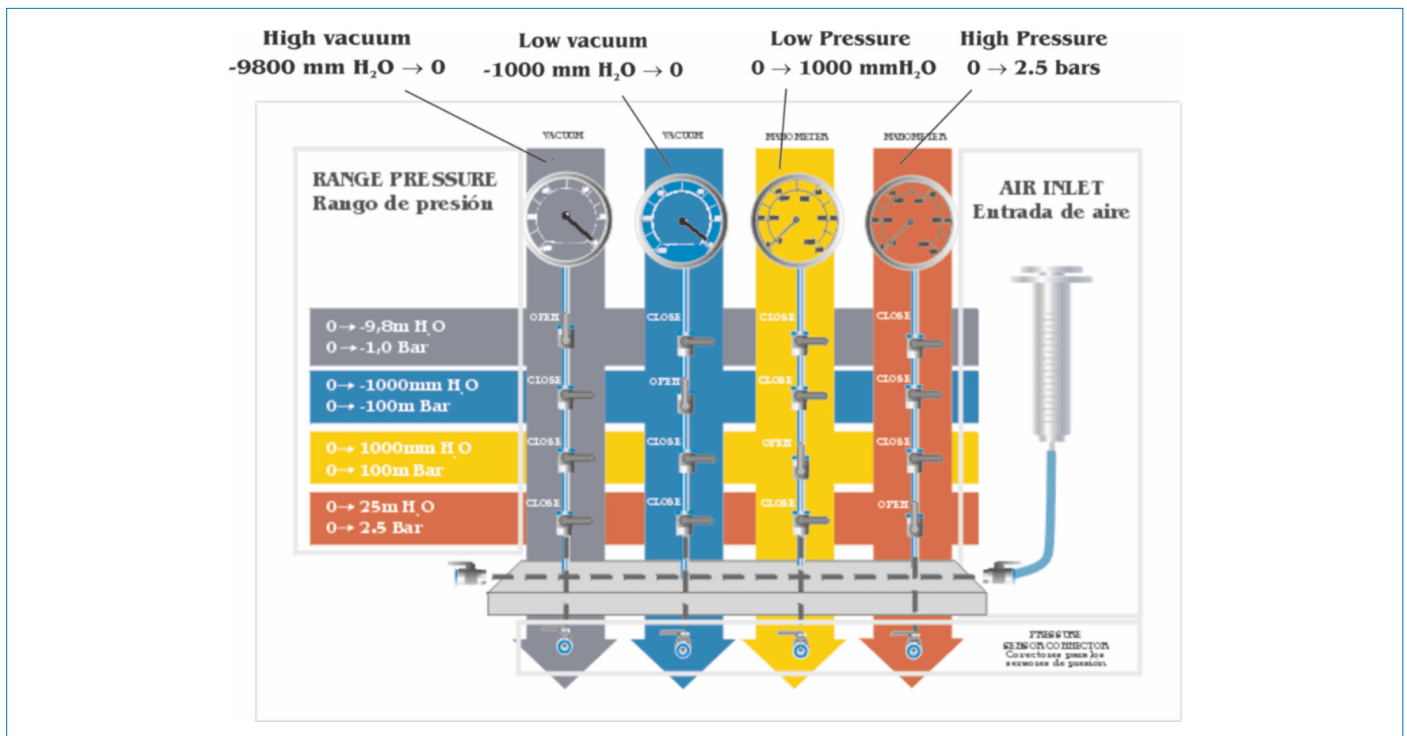 High vacuum
-9800 mm H₂O → 0
Low vacuum
-1000 mm H₂O → 0
Low Pressure
0 → 1000 mmH₂O
High Pressure
0 → 2.5 bars
VACUUM
VACUUM
MANOMETER
MANOMETER
RANGE PRESSURE
Rango de presión
AIR INLET
Entrada de aire
0→ -9,8m H₂O
0→ -1,0 Bar
OPEN
CLOSE
CLOSE
CLOSE
0→ -1000mm H₂O
0→ -100m Bar
CLOSE
OPEN
CLOSE
CLOSE
0→ 1000mm H₂O
0→ 100m Bar
CLOSE
CLOSE
OPEN
CLOSE
0→ 25m H₂O
0→ 2.5 Bar
CLOSE
CLOSE
CLOSE
OPEN
PRESSURE
SENSOR CONNECTOR
Conectores para los
sensores de presión